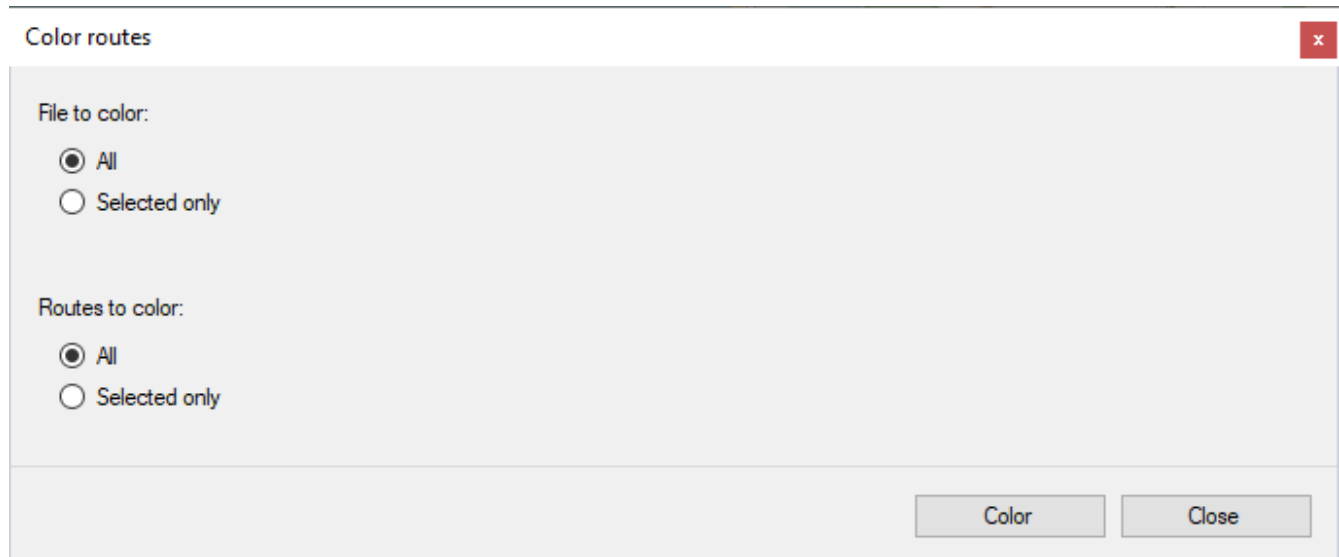 Color routes
x
File to color:
All
Selected only
Routes to color:
All
Selected only
Color Close